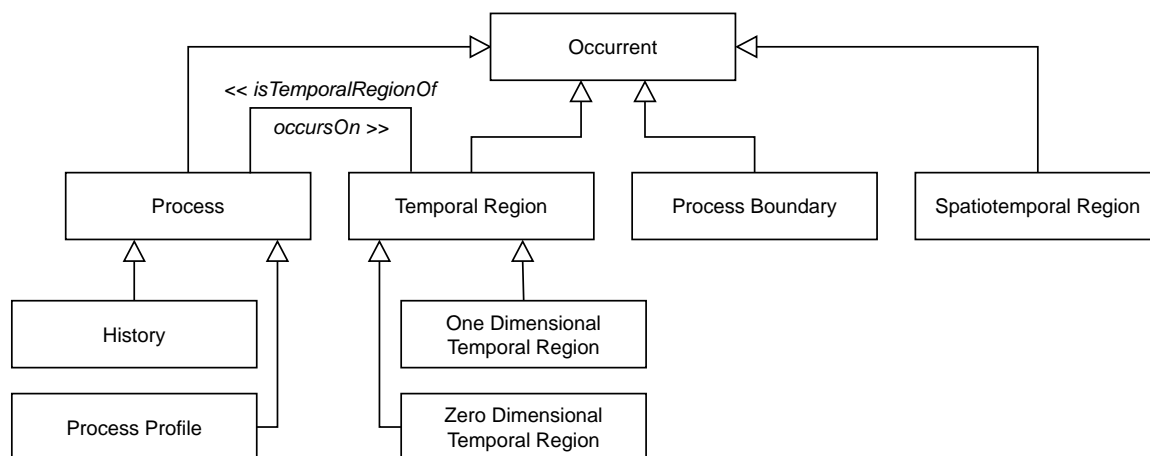 Occurrent
<< isTemporalRegionOf
occursOn >>
Process
Temporal Region
Process Boundary
Spatiotemporal Region
History
One Dimensional
Temporal Region
Process Profile
Zero Dimensional
Temporal Region